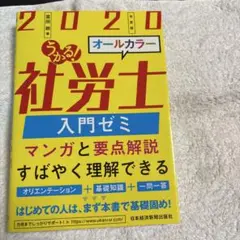 2020
うかる!
オールカラー
社労士
入門ゼミ
マンガと要点解説
すばやく理解できる
オリエンテーション+基礎知識+一問一答
はじめての人は、まず本書で基礎固め!
日本経済新聞出版社